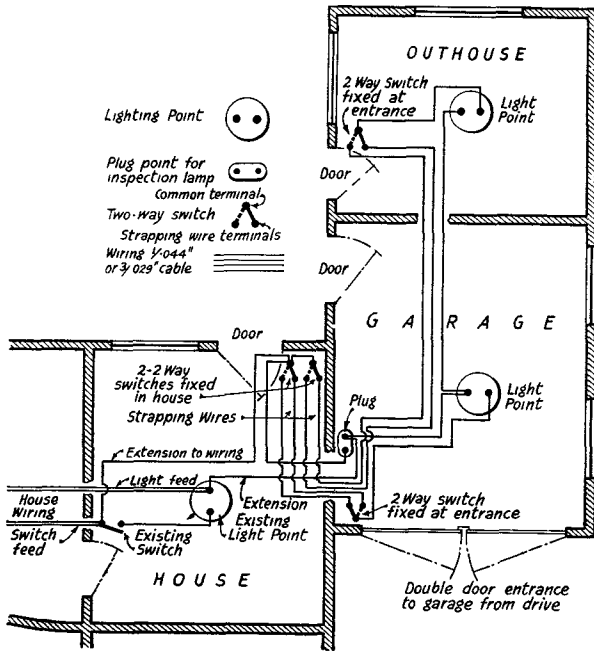 OUTHOUSE
2 Way Switch
fixed at
entrance
Light
Point
Lighting Point
Plug point for
inspection lamp
Common terminal
Two-way switch
Strapping wire terminals
Wiring 1/.044"
or 3/.029" cable
Door
Door
GARAGE
Door
2-2 Way
switches fixed
in house
Strapping Wires
Plug
Light
Point
Extension to wiring
Light feed
House
Wiring
Switch
feed
Existing
Switch
Extension
Existing
Light Point
2 Way switch
fixed at entrance
HOUSE
Double door entrance
to garage from drive